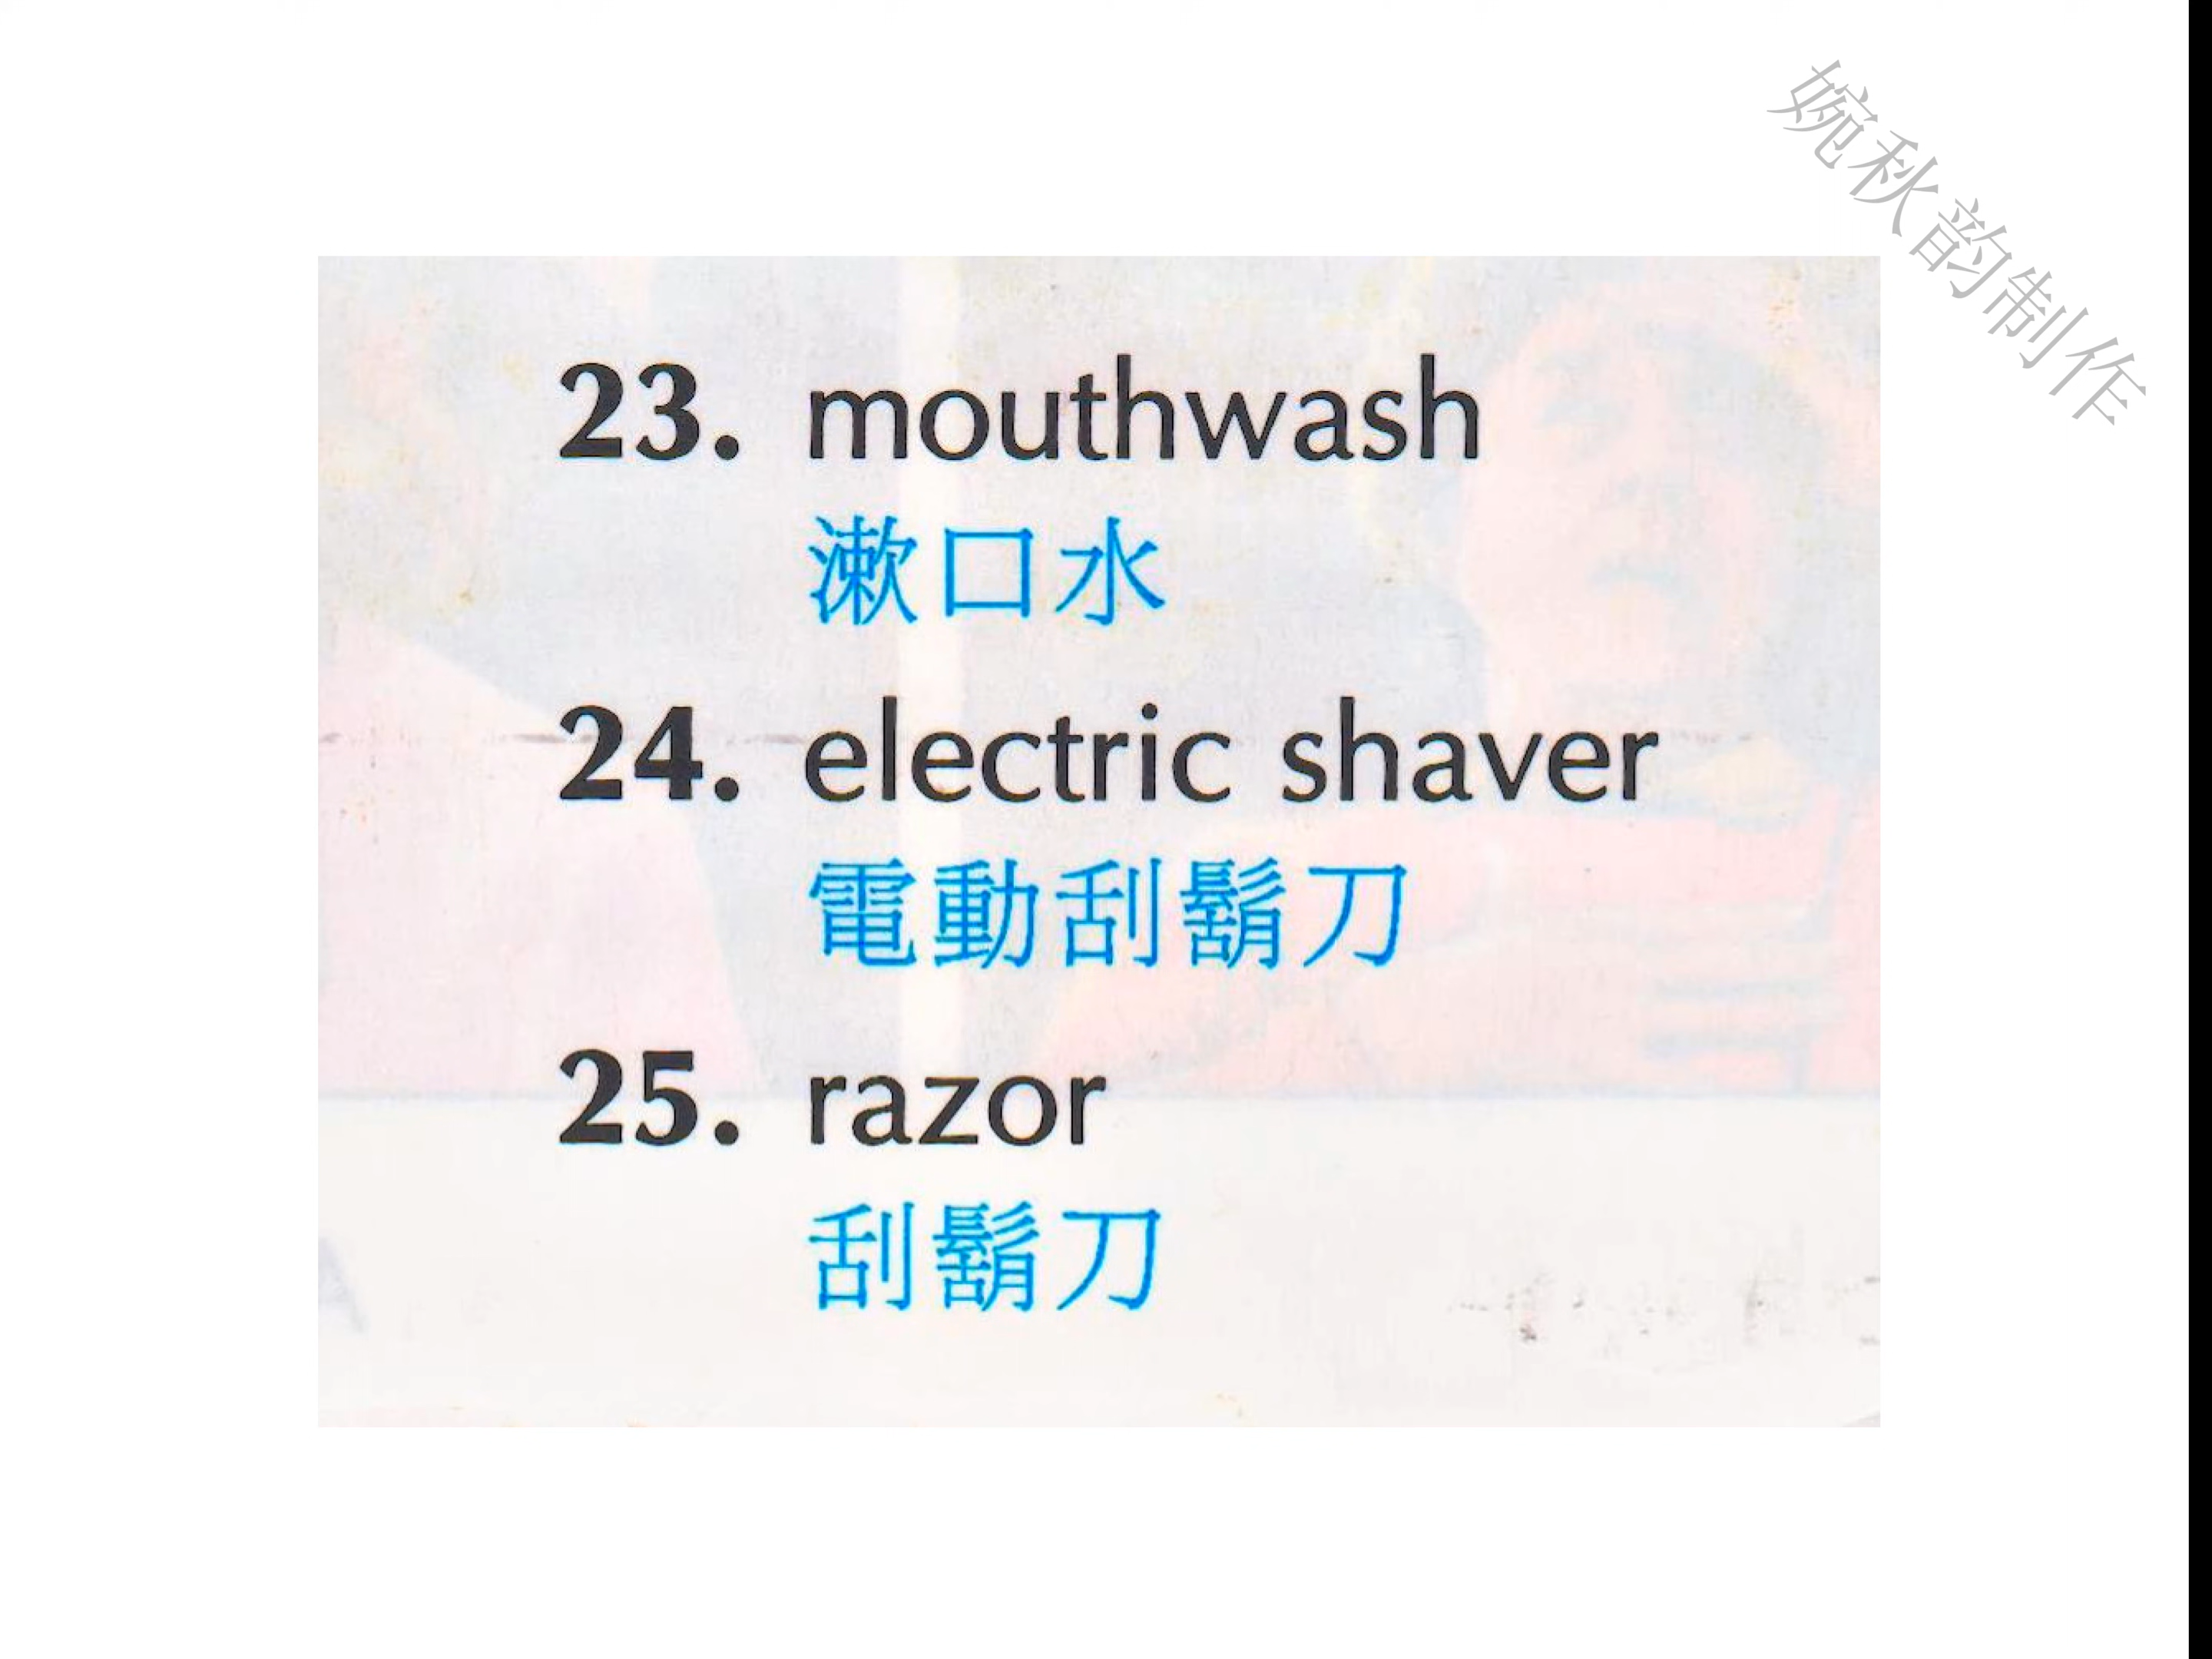 婉秋韵制作
23. mouthwash
漱口水
24. electric shaver
電動刮鬍刀
25. razor
刮鬍刀